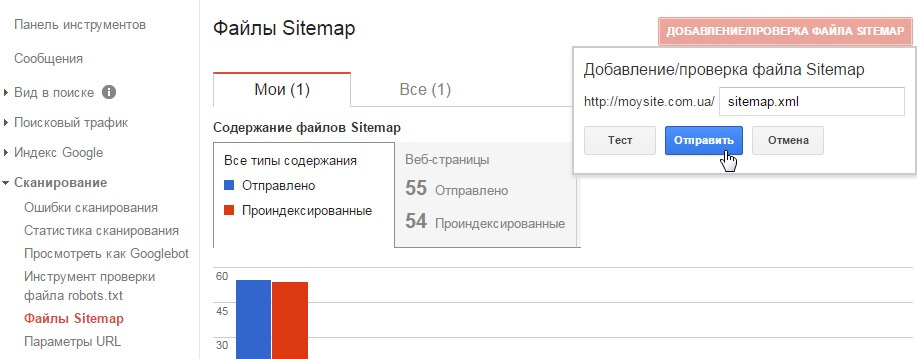 Панель инструментов
Сообщения
Вид в поиске
Поисковый трафик
Индекс Google
Сканирование
Ошибки сканирования
Статистика сканирования
Просмотреть как Googlebot
Инструмент проверки
файла robots.txt
Файлы Sitemap
Параметры URL
Файлы Sitemap
ДОБАВЛЕНИЕ/ПРОВЕРКА ФАЙЛА SITEMAP
Добавление/проверка файла Sitemap
http://moysite.com.ua/ sitemap.xml
Тест Отправить Отмена
Мои (1) Все (1)
Содержание файлов Sitemap
Все типы содержания
Отправлено
Проиндексированные
Веб-страницы
55 Отправлено
54 Проиндексированные
60
45
30